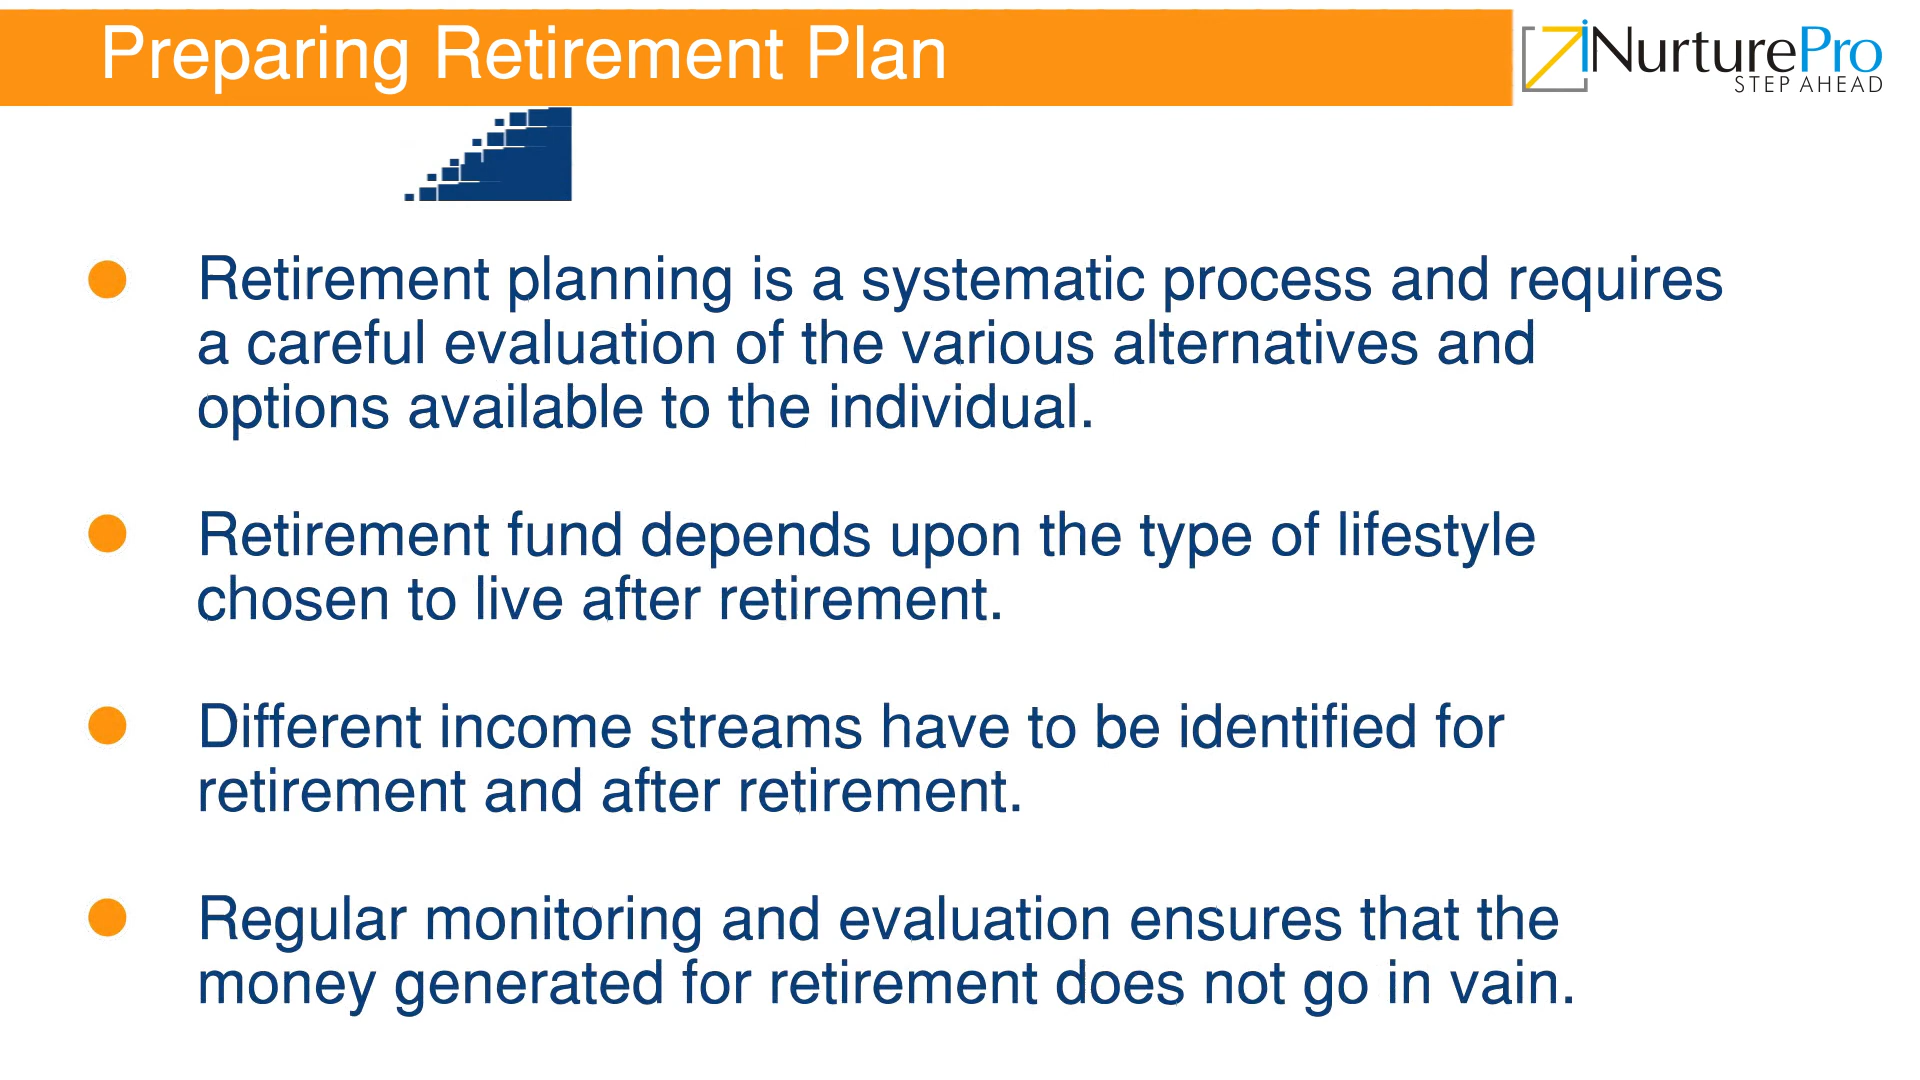 Preparing Retirement Plan
iNurturePro
STEP AHEAD
Retirement planning is a systematic process and requires
a careful evaluation of the various alternatives and
options available to the individual.
Retirement fund depends upon the type of lifestyle
chosen to live after retirement.
Different income streams have to be identified for
retirement and after retirement.
Regular monitoring and evaluation ensures that the
money generated for retirement does not go in vain.